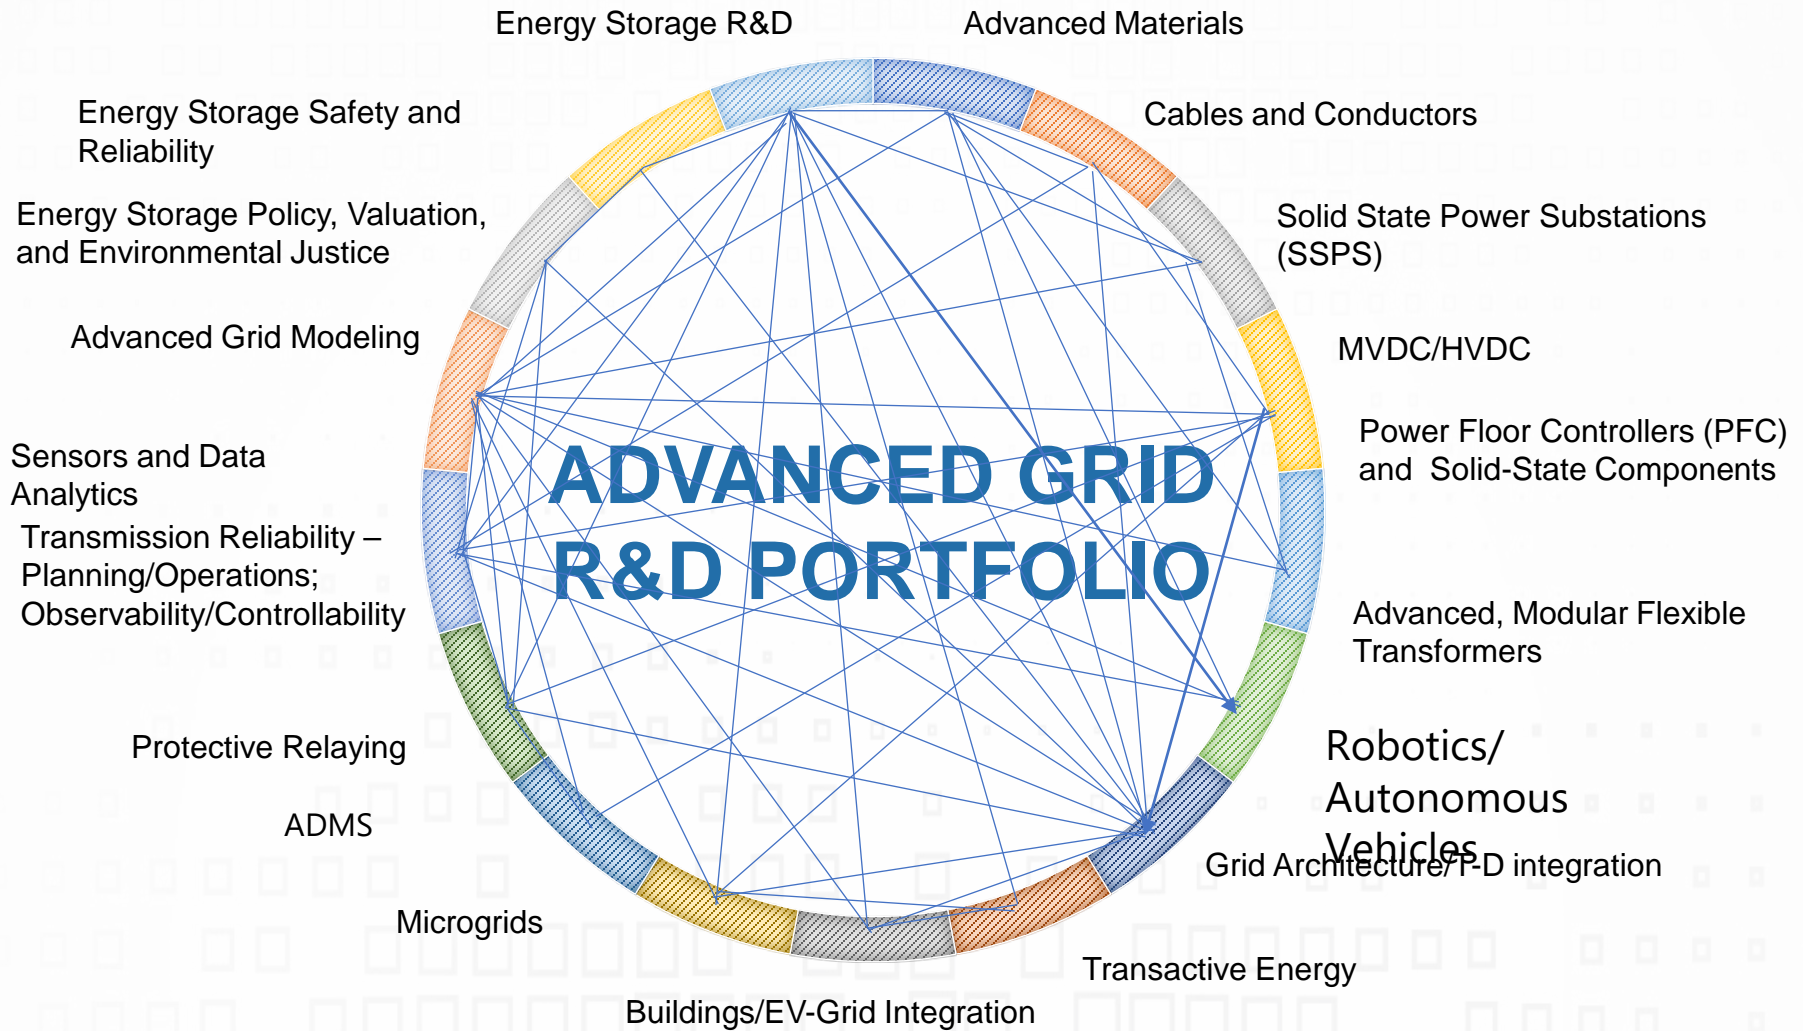 Energy Storage R&D
Advanced Materials
Energy Storage Safety and
Reliability
Cables and Conductors
Energy Storage Policy, Valuation,
and Environmental Justice
Solid State Power Substations
(SSPS)
Advanced Grid Modeling
MVDC/HVDC
Power Floor Controllers (PFC)
and Solid-State Components
Sensors and Data
Analytics
ADVANCED GRID
R&D PORTFOLIO
Transmission Reliability –
Planning/Operations;
Observability/Controllability
Advanced, Modular Flexible
Transformers
Protective Relaying
Robotics/
Autonomous
Vehicles
ADMS
Grid Architecture/T-D integration
Microgrids
Transactive Energy
Buildings/EV-Grid Integration